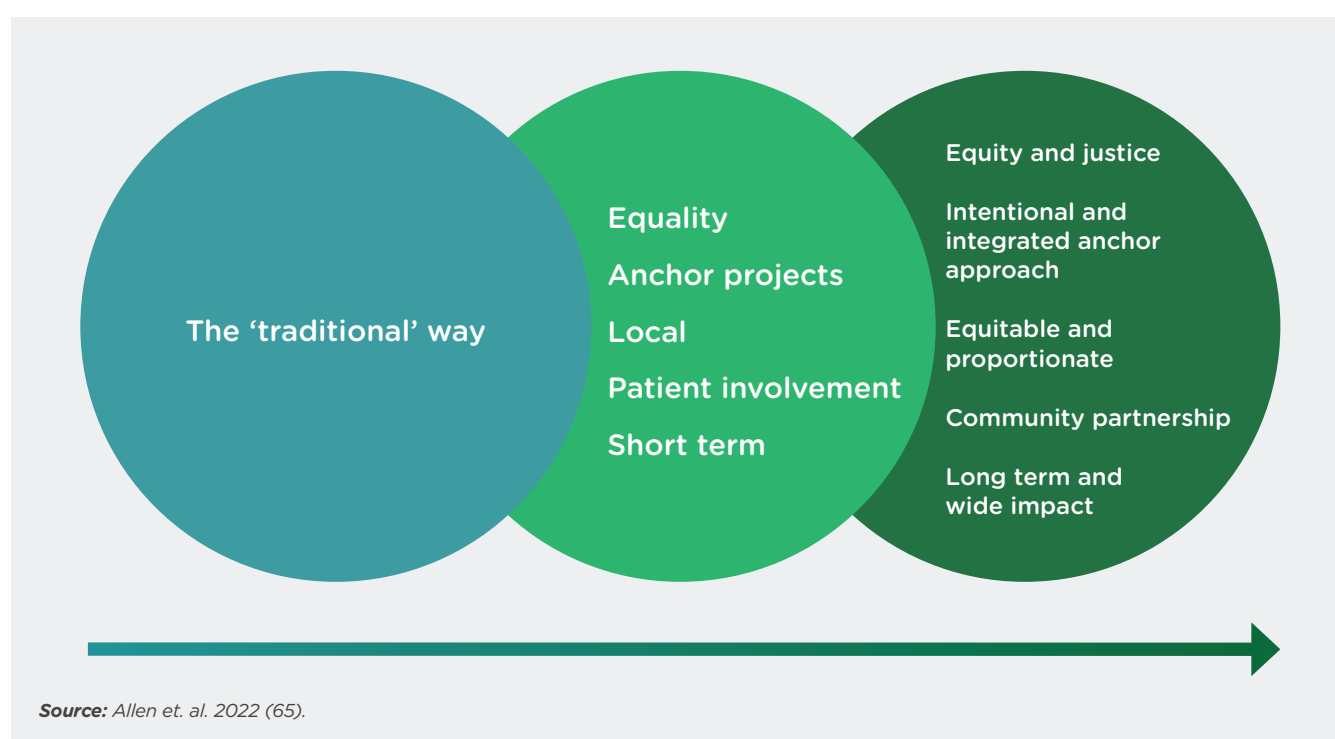 The ‘traditional’ way
Equality
Anchor projects
Local
Patient involvement
Short term
Equity and justice
Intentional and
integrated anchor
approach
Equitable and
proportionate
Community partnership
Long term and
wide impact
Source: Allen et. al. 2022 (65).